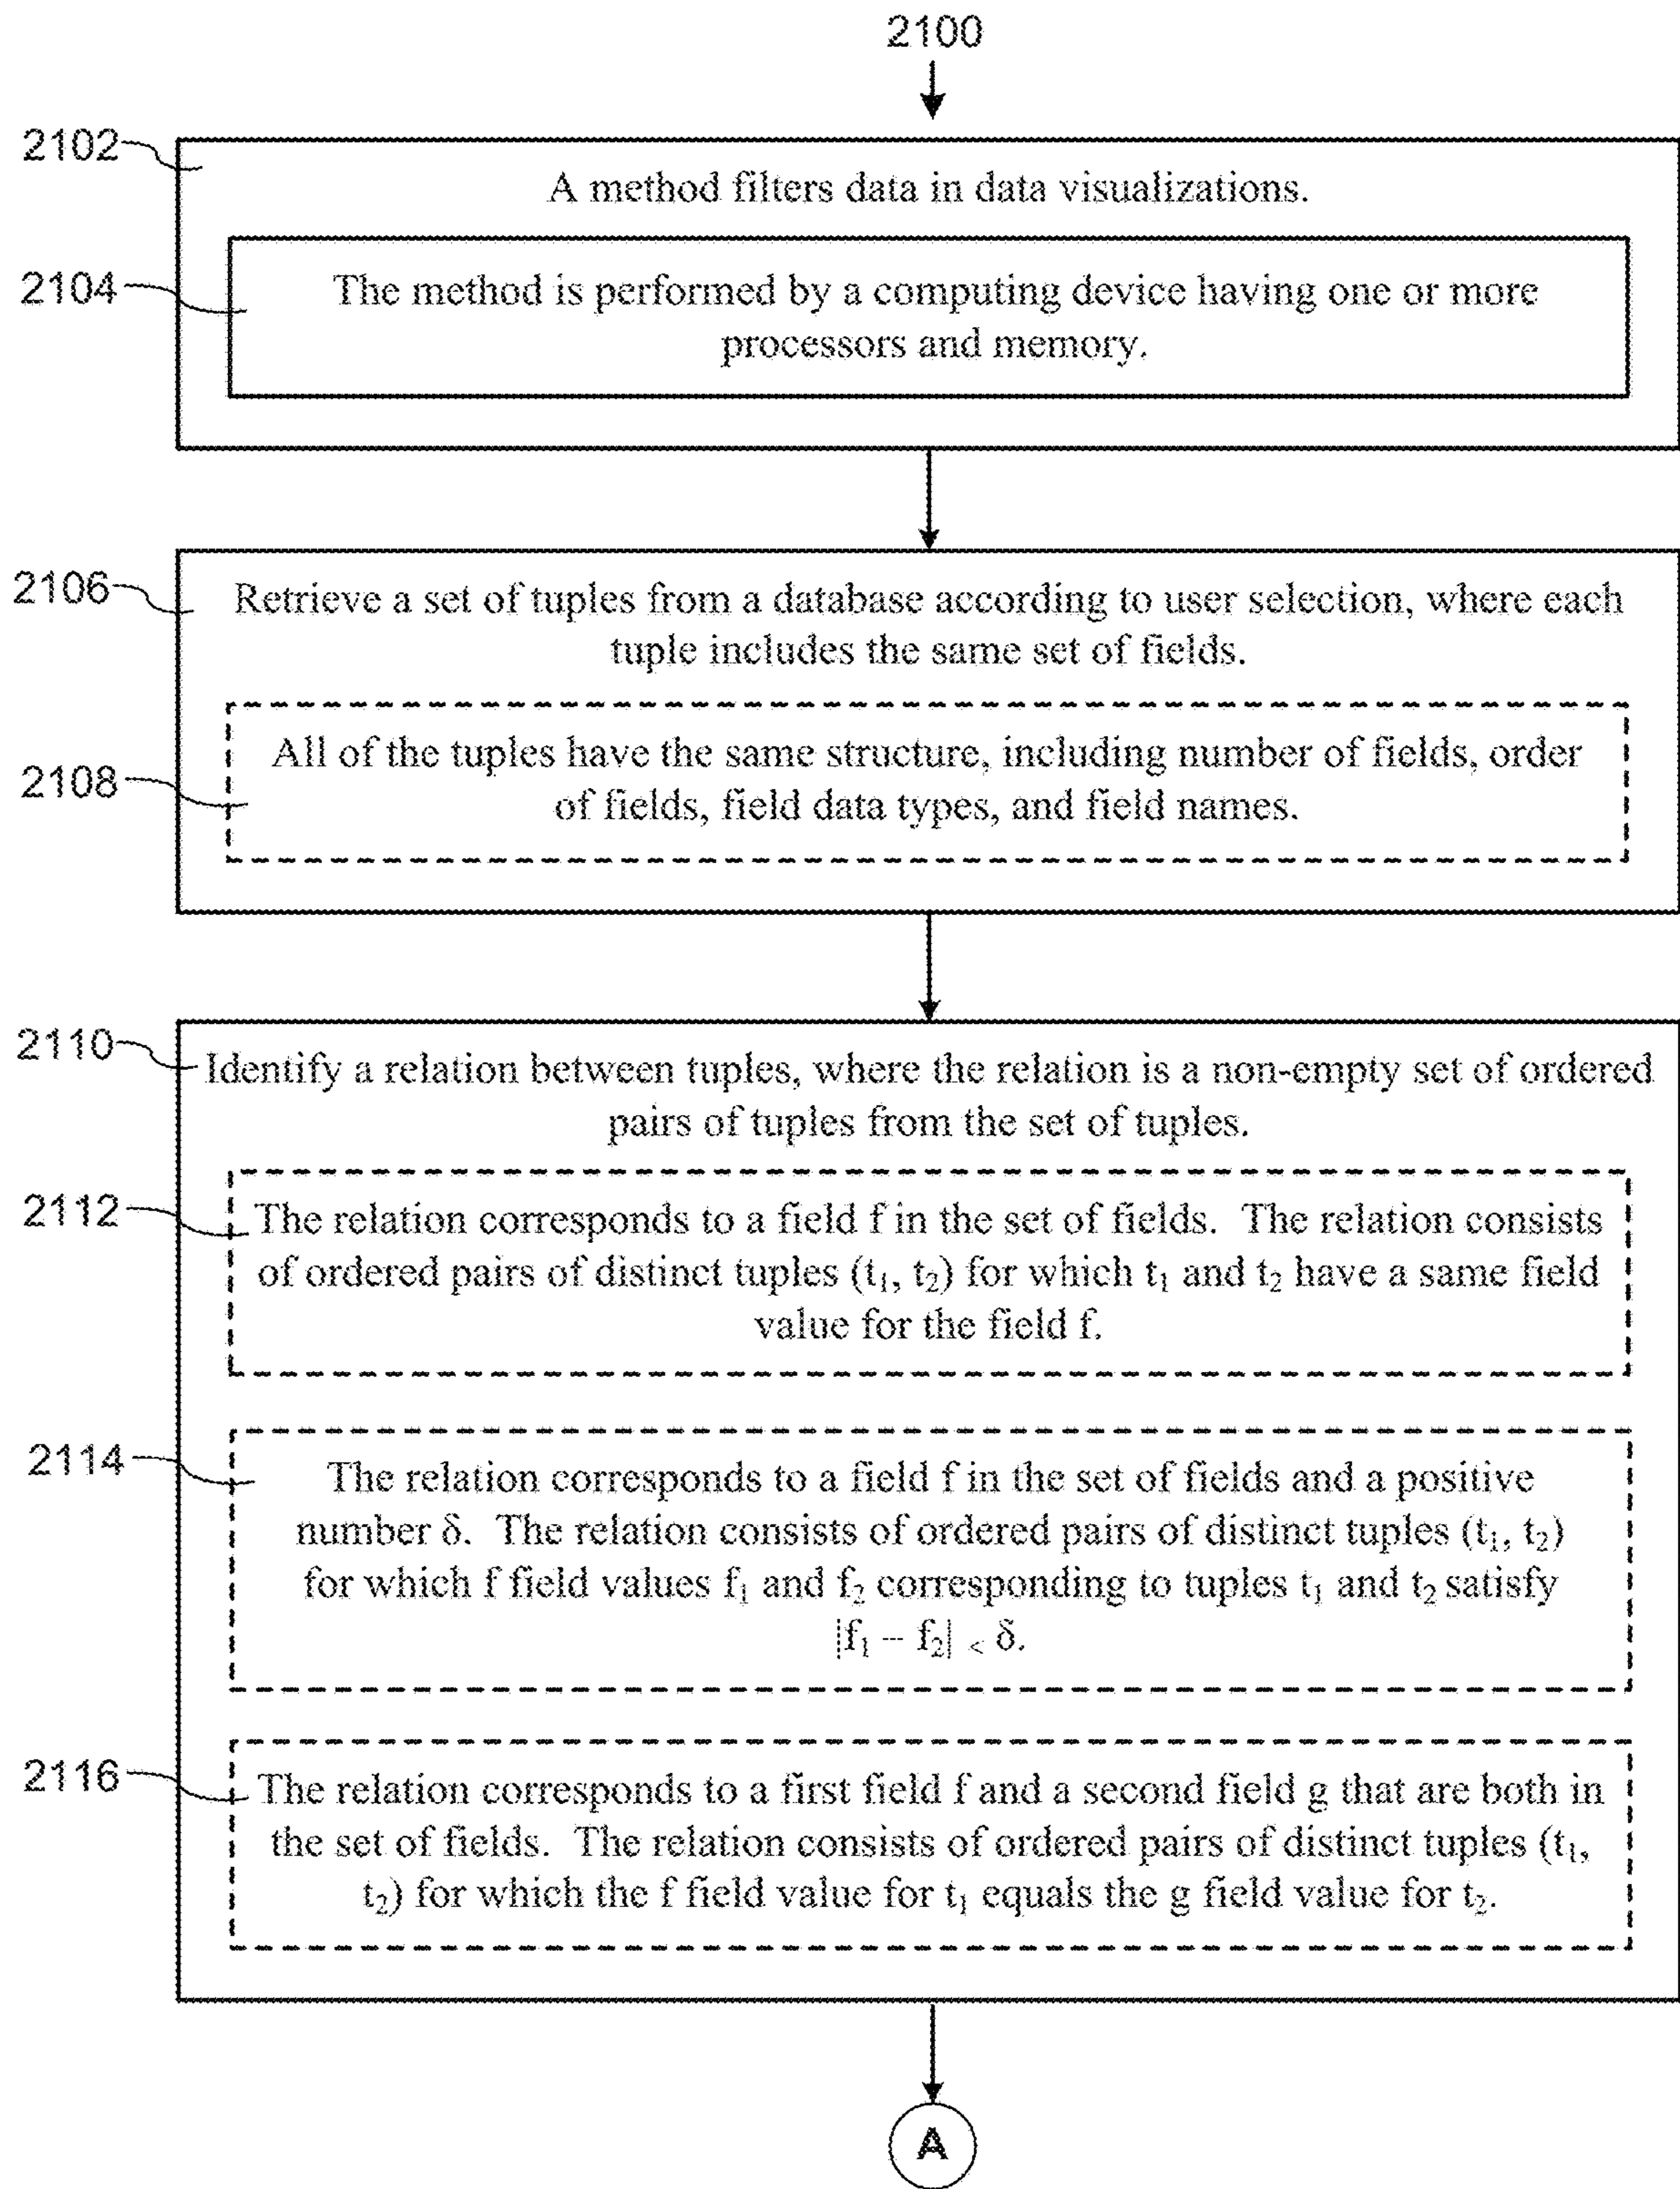 2100
2102
A method filters data in data visualizations.
2104
The method is performed by a computing device having one or more
processors and memory.
2106
Retrieve a set of tuples from a database according to user selection, where each
tuple includes the same set of fields.
2108
All of the tuples have the same structure, including number of fields, order
of fields, field data types, and field names.
2110
Identify a relation between tuples, where the relation is a non-empty set of ordered
pairs of tuples from the set of tuples.
2112
The relation corresponds to a field f in the set of fields. The relation consists
of ordered pairs of distinct tuples (t₁, t₂) for which t₁ and t₂ have a same field
value for the field f.
2114
The relation corresponds to a field f in the set of fields and a positive
number δ. The relation consists of ordered pairs of distinct tuples (t₁, t₂)
for which f field values f₁ and f₂ corresponding to tuples t₁ and t₂ satisfy
|f₁ – f₂| < δ.
2116
The relation corresponds to a first field f and a second field g that are both in
the set of fields. The relation consists of ordered pairs of distinct tuples (t₁,
t₂) for which the f field value for t₁ equals the g field value for t₂.
A